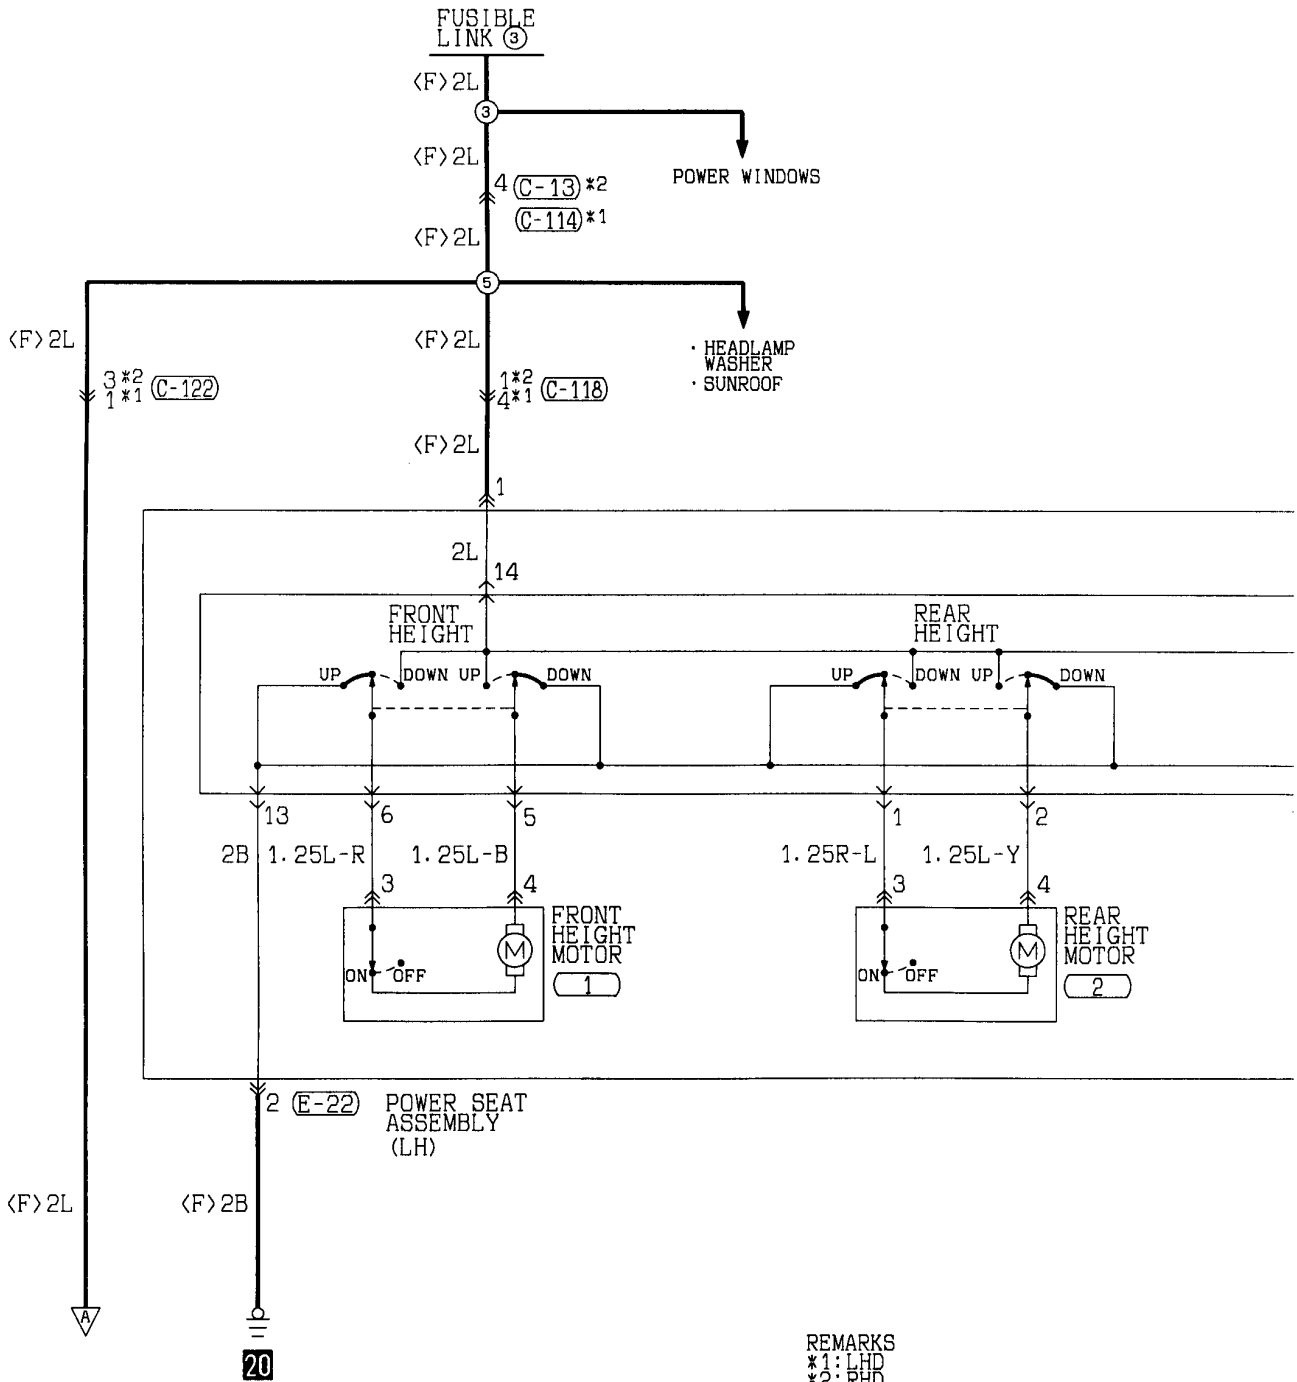 FUSIBLE
LINK ③
<F>2L
3
<F>2L
POWER WINDOWS
4 C-13 *2
C-114 *1
<F>2L
5
<F>2L
<F>2L
· HEADLAMP
WASHER
· SUNROOF
3*2
1*1 C-122
1*2
4*1 C-118
<F>2L
1
2L
14
FRONT
HEIGHT
REAR
HEIGHT
UP DOWN UP DOWN
UP DOWN UP DOWN
13 6 5 1 2
2B 1.25L-R 1.25L-B 1.25R-L 1.25L-Y
3 4 3 4
FRONT
HEIGHT
MOTOR
1
REAR
HEIGHT
MOTOR
2
M
M
ON OFF
ON OFF
2 E-22
POWER SEAT
ASSEMBLY
(LH)
<F>2L
<F>2B
A
20
REMARKS
*1:LHD
*2:RHD